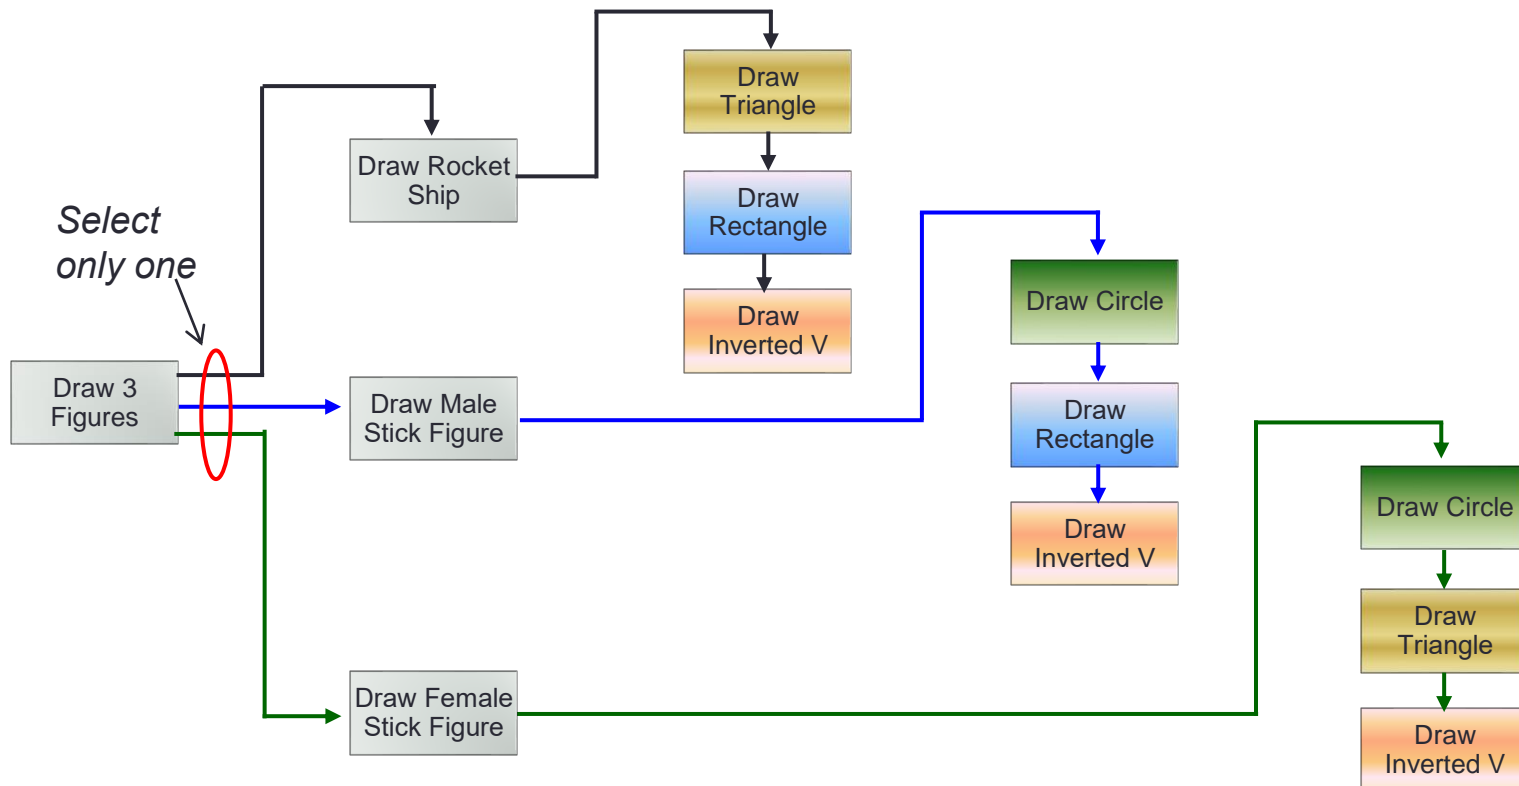 Select
only one
Draw 3
Figures
Draw Rocket
Ship
Draw
Triangle
Draw
Rectangle
Draw
Inverted V
Draw Male
Stick Figure
Draw Circle
Draw
Rectangle
Draw
Inverted V
Draw Female
Stick Figure
Draw Circle
Draw
Triangle
Draw
Inverted V